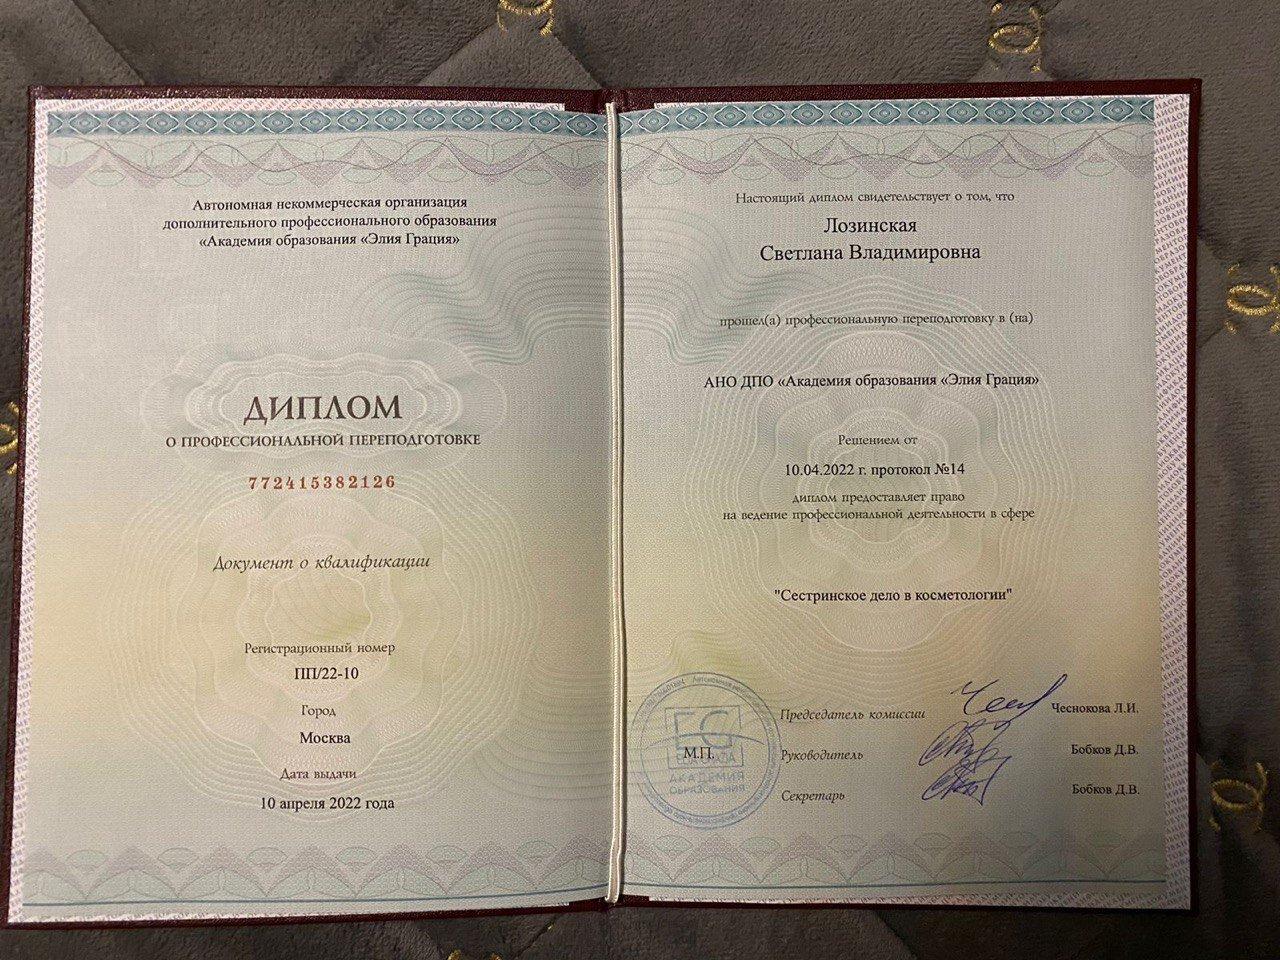 Автономная некоммерческая организация
дополнительного профессионального образования
«Академия образования «Элия Грация»
ДИПЛОМ
О ПРОФЕССИОНАЛЬНОЙ ПЕРЕПОДГОТОВКЕ
772415382126
Документ о квалификации
Регистрационный номер
ПП/22-10
Город
Москва
Дата выдачи
10 апреля 2022 года
Настоящий диплом свидетельствует о том, что
Лозинская
Светлана Владимировна
прошел(а) профессиональную переподготовку в (на)
АНО ДПО «Академия образования «Элия Грация»
Решением от
10.04.2022 г. протокол №14
диплом предоставляет право
на ведение профессиональной деятельности в сфере
"Сестринское дело в косметологии"
Председатель комиссии
Чеснокова Л.И.
М.П.
Руководитель
Бобков Д.В.
Секретарь
Бобков Д.В.
EG
АКАДЕМИЯ
ОБРАЗОВАНИЯ